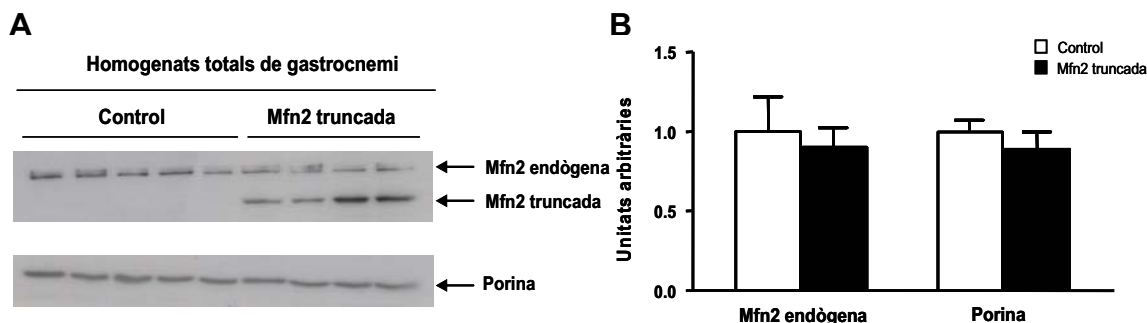 A
Homogenats totals de gastrocnemi
Control
Mfn2 truncada
Mfn2 endògena
Mfn2 truncada
Porina
B
Unitats arbitràries
1.5
1.0
0.5
0.0
Control
Mfn2 truncada
Mfn2 endògena
Porina